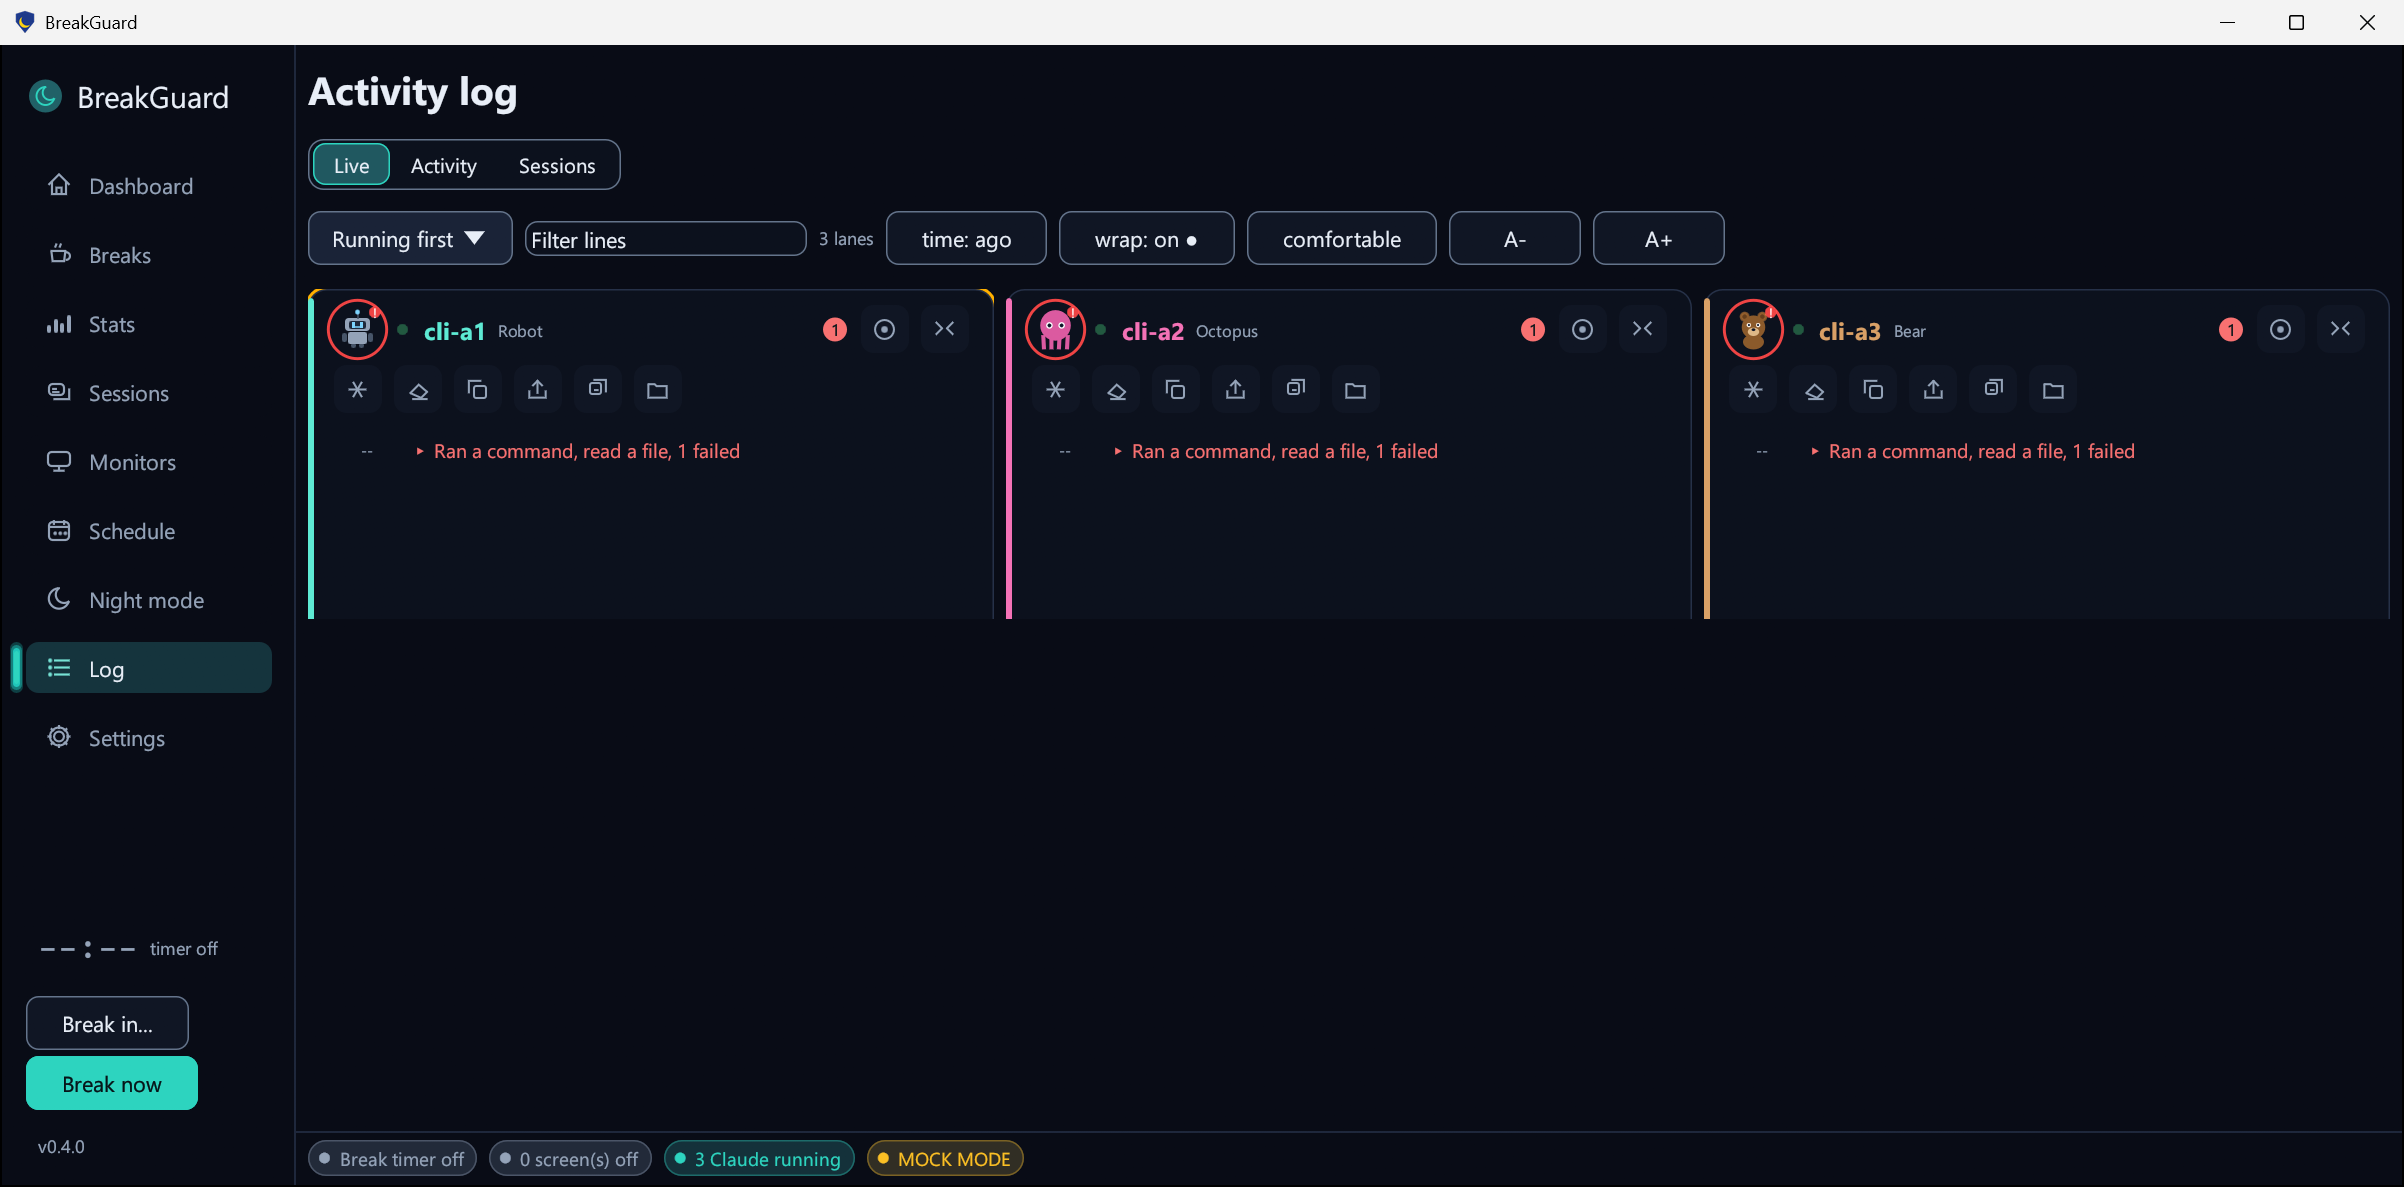 BreakGuard
BreakGuard
Dashboard
Breaks
Stats
Sessions
Monitors
Schedule
Night mode
Log
Settings
--:-- timer off
Break in...
Break now
v0.4.0
Activity log
Live Activity Sessions
Running first Filter lines 3 lanes time: ago wrap: on ● comfortable A- A+
cli-a1 Robot 1
-- ▸ Ran a command, read a file, 1 failed
cli-a2 Octopus 1
-- ▸ Ran a command, read a file, 1 failed
cli-a3 Bear 1
-- ▸ Ran a command, read a file, 1 failed
Break timer off 0 screen(s) off 3 Claude running MOCK MODE